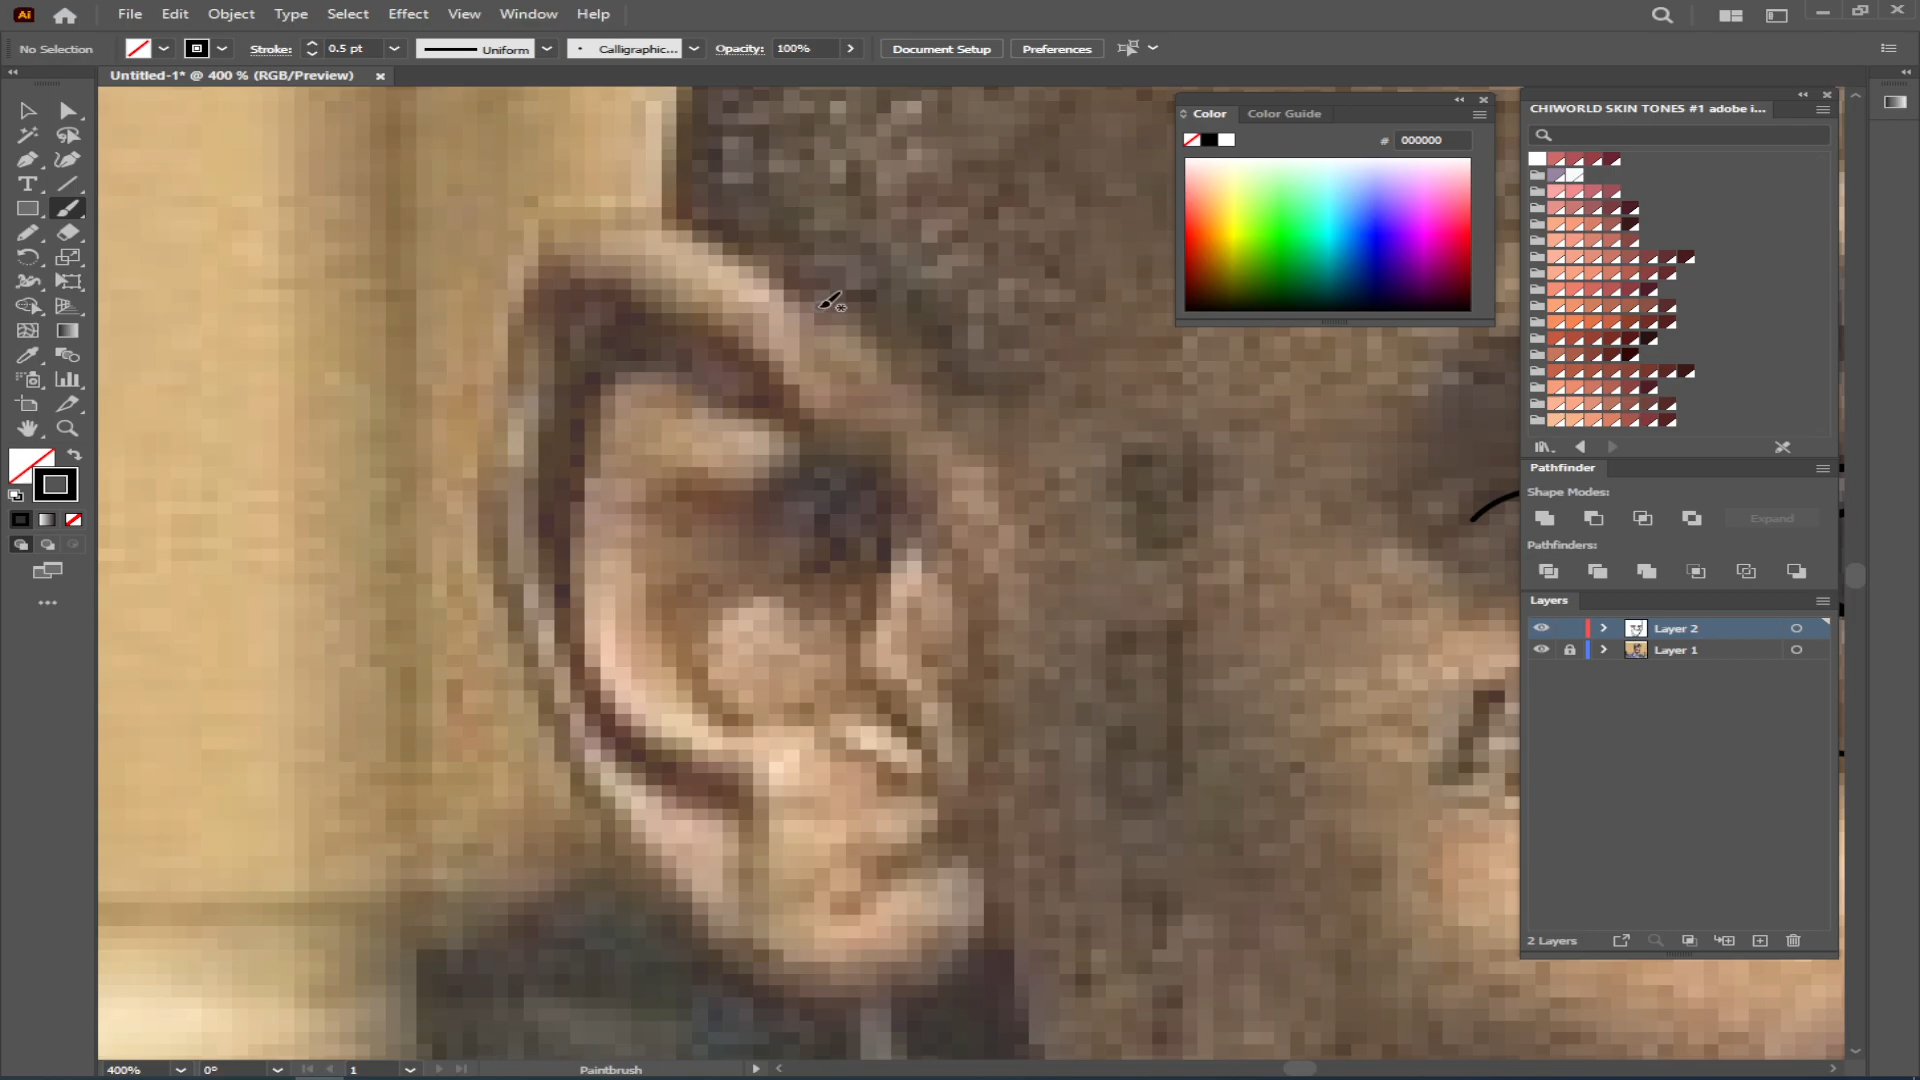 Ai File Edit Object Type Select Effect View Window Help
No Selection Stroke: 0.5 pt Uniform Calligraphic... Opacity: 100% Document Setup Preferences
Untitled-1* @ 400 % (RGB/Preview)
CHIWORLD SKIN TONES #1 adobe i...
Color Color Guide
# 000000
Pathfinder
Shape Modes:
Expand
Pathfinders:
Layers
Layer 2
Layer 1
2 Layers
400% 0° 1 Paintbrush